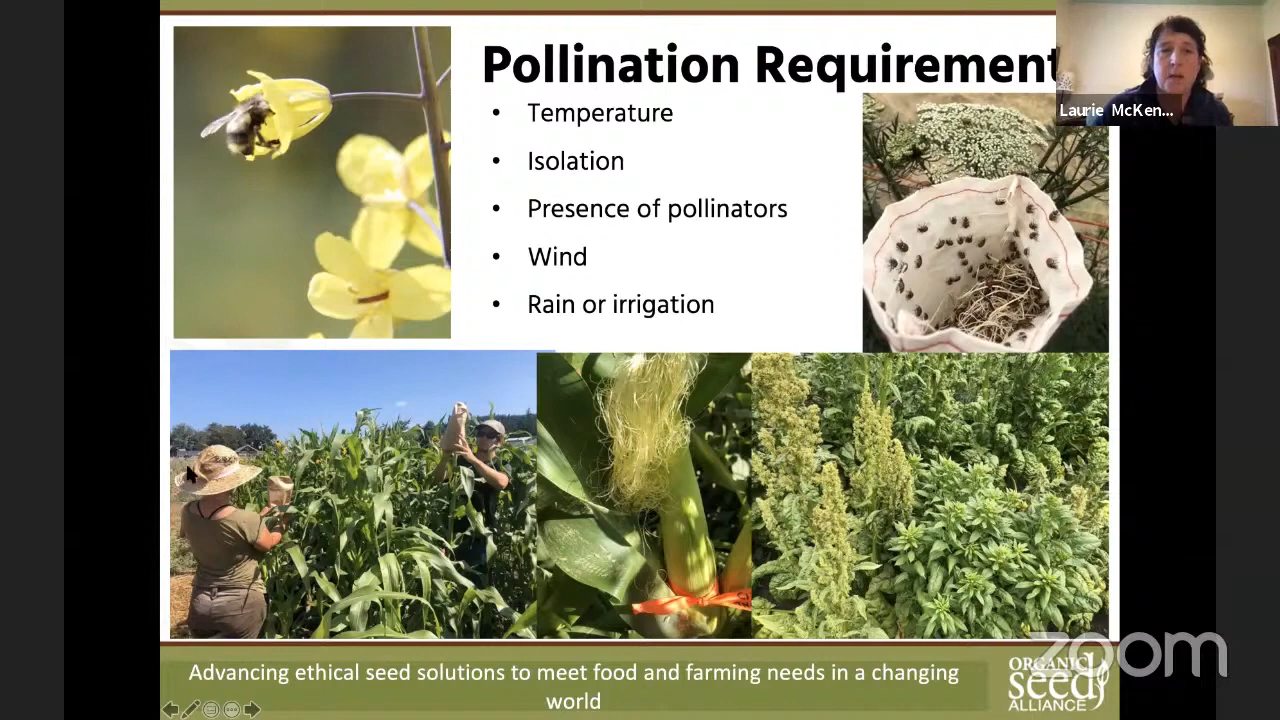 Pollination Requirement
• Temperature
• Isolation
• Presence of pollinators
• Wind
• Rain or irrigation
Laurie McKen...
Advancing ethical seed solutions to meet food and farming needs in a changing
world
ORGANIC
seed
ALLIANCE
zoom